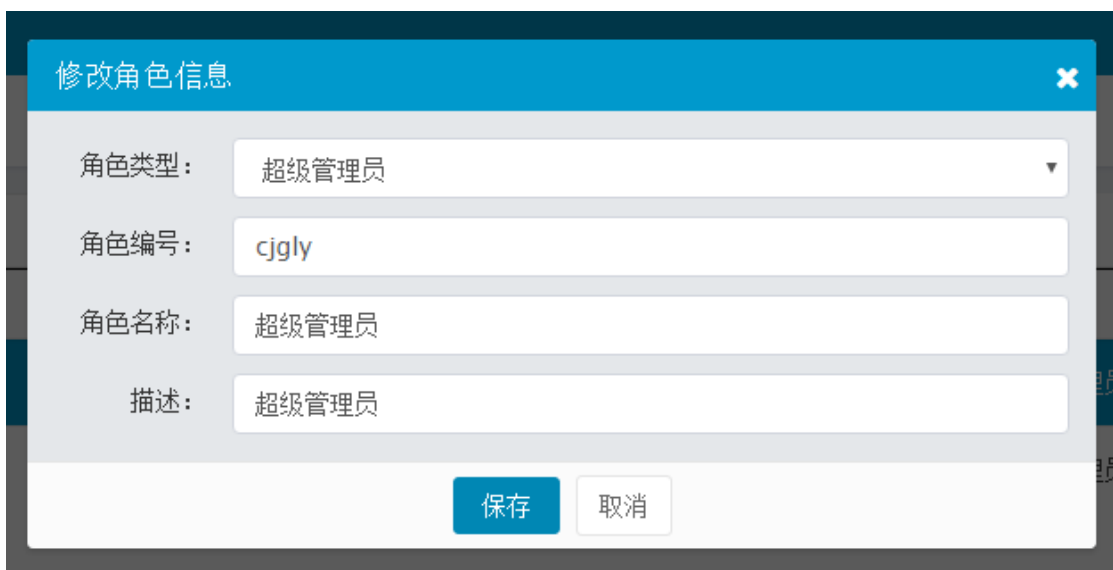 修改角色信息
角色类型：
超级管理员
角色编号：
cjgly
角色名称：
超级管理员
描述：
超级管理员
保存
取消